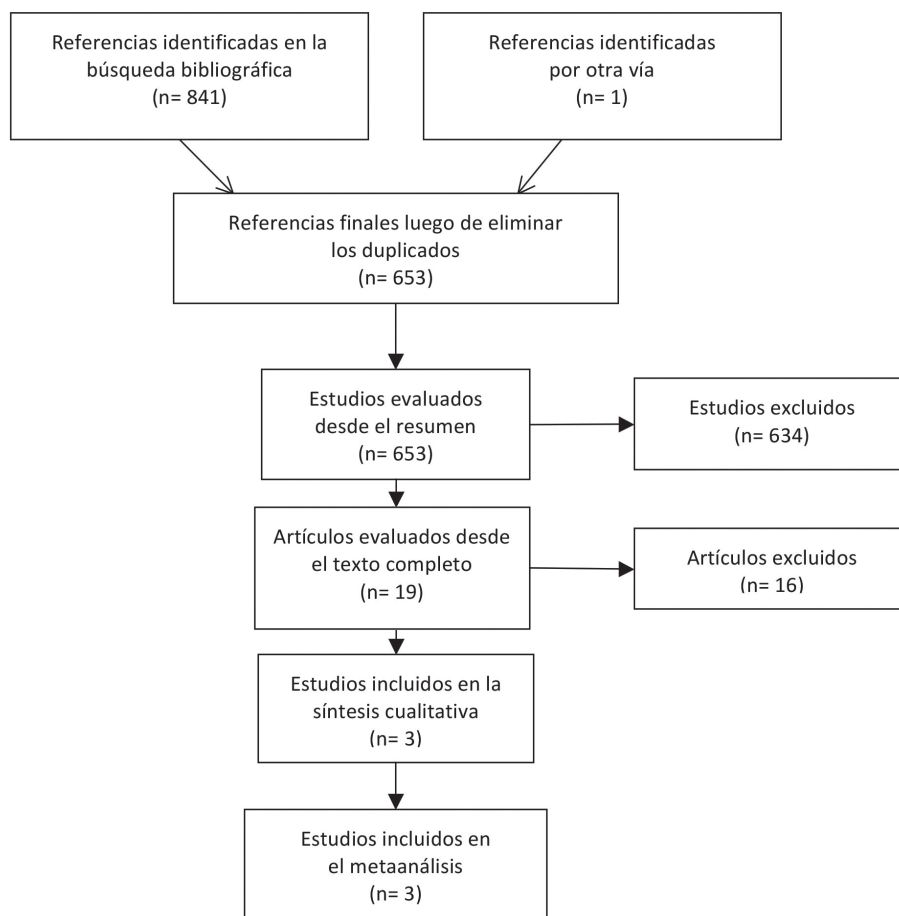 Referencias identificadas en la
búsqueda bibliográfica
(n= 841)
Referencias identificadas
por otra vía
(n= 1)
Referencias finales luego de eliminar
los duplicados
(n= 653)
Estudios evaluados
desde el resumen
(n= 653)
Estudios excluidos
(n= 634)
Artículos evaluados desde
el texto completo
(n= 19)
Artículos excluidos
(n= 16)
Estudios incluidos en la
síntesis cualitativa
(n= 3)
Estudios incluidos en
el metaanálisis
(n= 3)